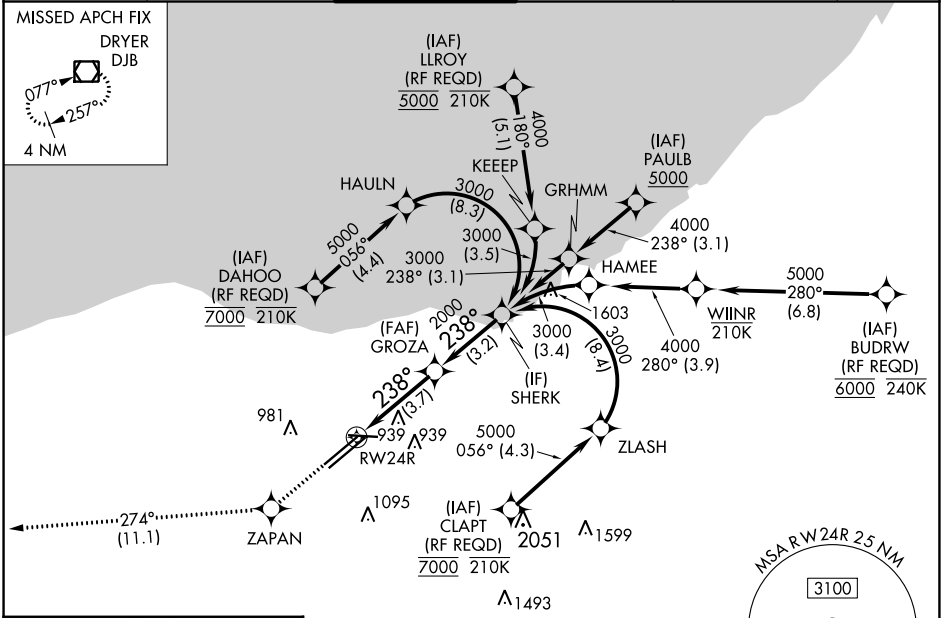 MISSED APCH FIX
DRYER
DJB
077°
257°
4 NM
(IAF)
LLROY
(RF REQD)
5000 210K
4000
180°
(5.1)
KEEEP
GRHMM
(IAF)
PAULB
5000
HAULN
3000
(8.3)
3000
(3.5)
4000
238° (3.1)
5000
056°
(4.4)
3000
238° (3.1)
HAMEE
(IAF)
DAHOO
(RF REQD)
7000 210K
5000
280°
(6.8)
1603
WIINR
210K
2000
238°
(3.2)
(FAF)
GROZA
3000
(3.4)
3000
(8.4)
4000
280° (3.9)
(IAF)
BUDRW
(RF REQD)
6000 240K
(IF)
SHERK
238°
(3.7)
981
939
939
RW24R
5000
056° (4.3)
ZLASH
1095
(IAF)
CLAPT
(RF REQD)
7000 210K
2051
1599
274°
(11.1)
ZAPAN
1493
MSA RW24R 25 NM
3100